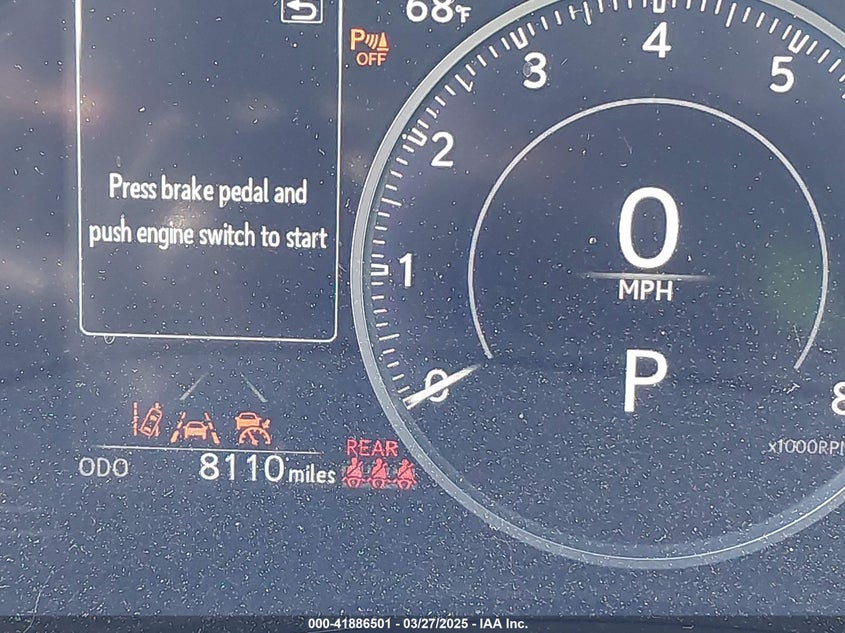 68°F
P OFF
3
4
5
2
Press brake pedal and
push engine switch to start
0
1
MPH
P
0
8
x1000RPM
REAR
ODO 8110 miles
000-41886501 - 03/27/2025 - IAA Inc.